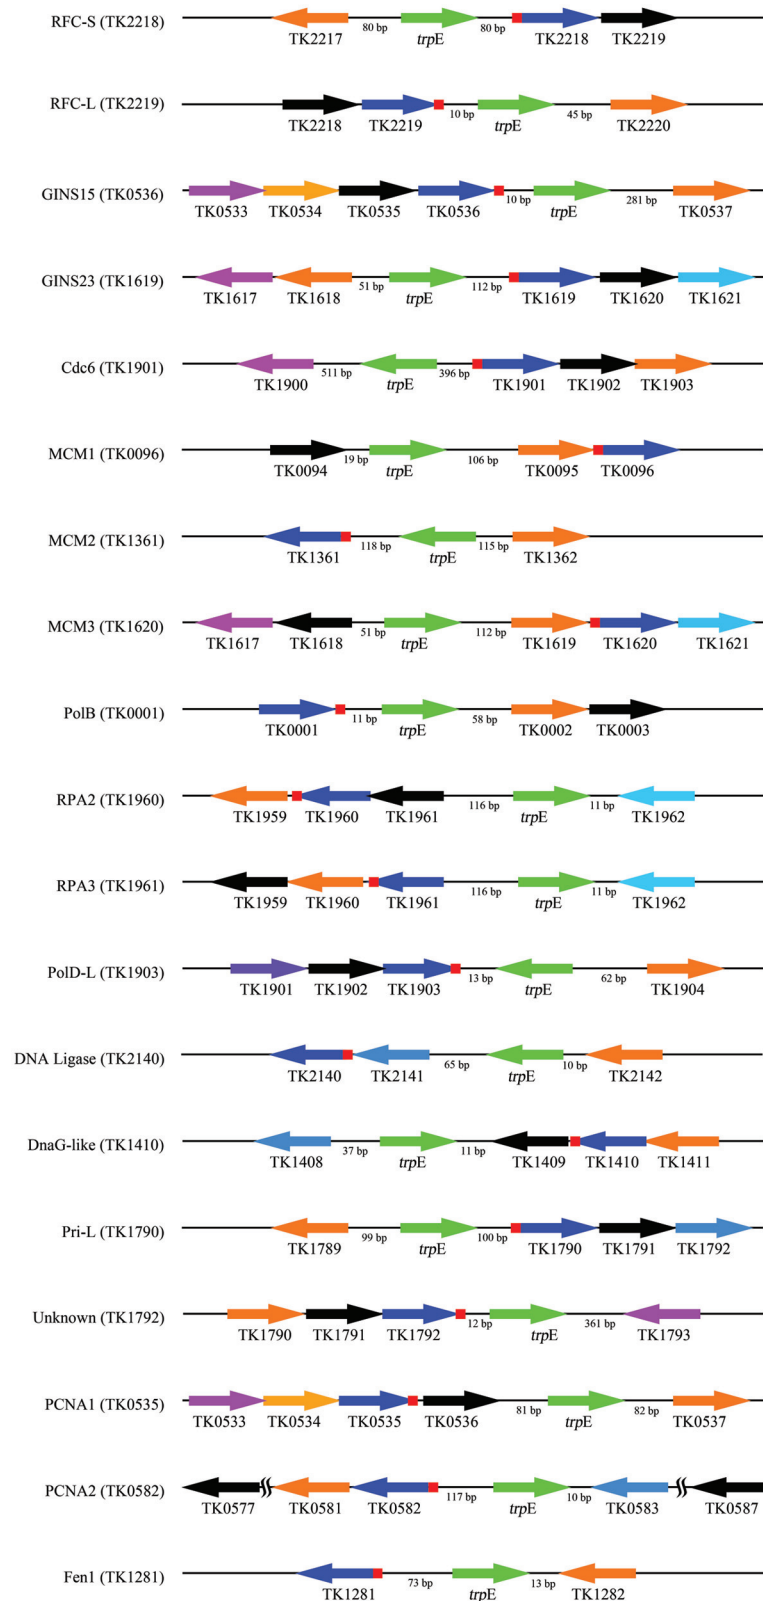 RFC-S (TK2218)
80 bp 80 bp
TK2217 trpE TK2218 TK2219
RFC-L (TK2219)
10 bp 45 bp
TK2218 TK2219 trpE TK2220
GINS15 (TK0536)
10 bp 281 bp
TK0533 TK0534 TK0535 TK0536 trpE TK0537
GINS23 (TK1619)
51 bp 112 bp
TK1617 TK1618 trpE TK1619 TK1620 TK1621
Cdc6 (TK1901)
511 bp 396 bp
TK1900 trpE TK1901 TK1902 TK1903
MCM1 (TK0096)
19 bp 106 bp
TK0094 trpE TK0095 TK0096
MCM2 (TK1361)
118 bp 115 bp
TK1361 trpE TK1362
MCM3 (TK1620)
51 bp 112 bp
TK1617 TK1618 trpE TK1619 TK1620 TK1621
PolB (TK0001)
11 bp 58 bp
TK0001 trpE TK0002 TK0003
RPA2 (TK1960)
116 bp 11 bp
TK1959 TK1960 TK1961 trpE TK1962
RPA3 (TK1961)
116 bp 11 bp
TK1959 TK1960 TK1961 trpE TK1962
PolD-L (TK1903)
13 bp 62 bp
TK1901 TK1902 TK1903 trpE TK1904
DNA Ligase (TK2140)
65 bp 10 bp
TK2140 TK2141 trpE TK2142
DnaG-like (TK1410)
37 bp 11 bp
TK1408 trpE TK1409 TK1410 TK1411
Pri-L (TK1790)
99 bp 100 bp
TK1789 trpE TK1790 TK1791 TK1792
Unknown (TK1792)
12 bp 361 bp
TK1790 TK1791 TK1792 trpE TK1793
PCNA1 (TK0535)
81 bp 82 bp
TK0533 TK0534 TK0535 TK0536 trpE TK0537
PCNA2 (TK0582)
117 bp 10 bp
TK0577 TK0581 TK0582 trpE TK0583 TK0587
Fen1 (TK1281)
73 bp 13 bp
TK1281 trpE TK1282